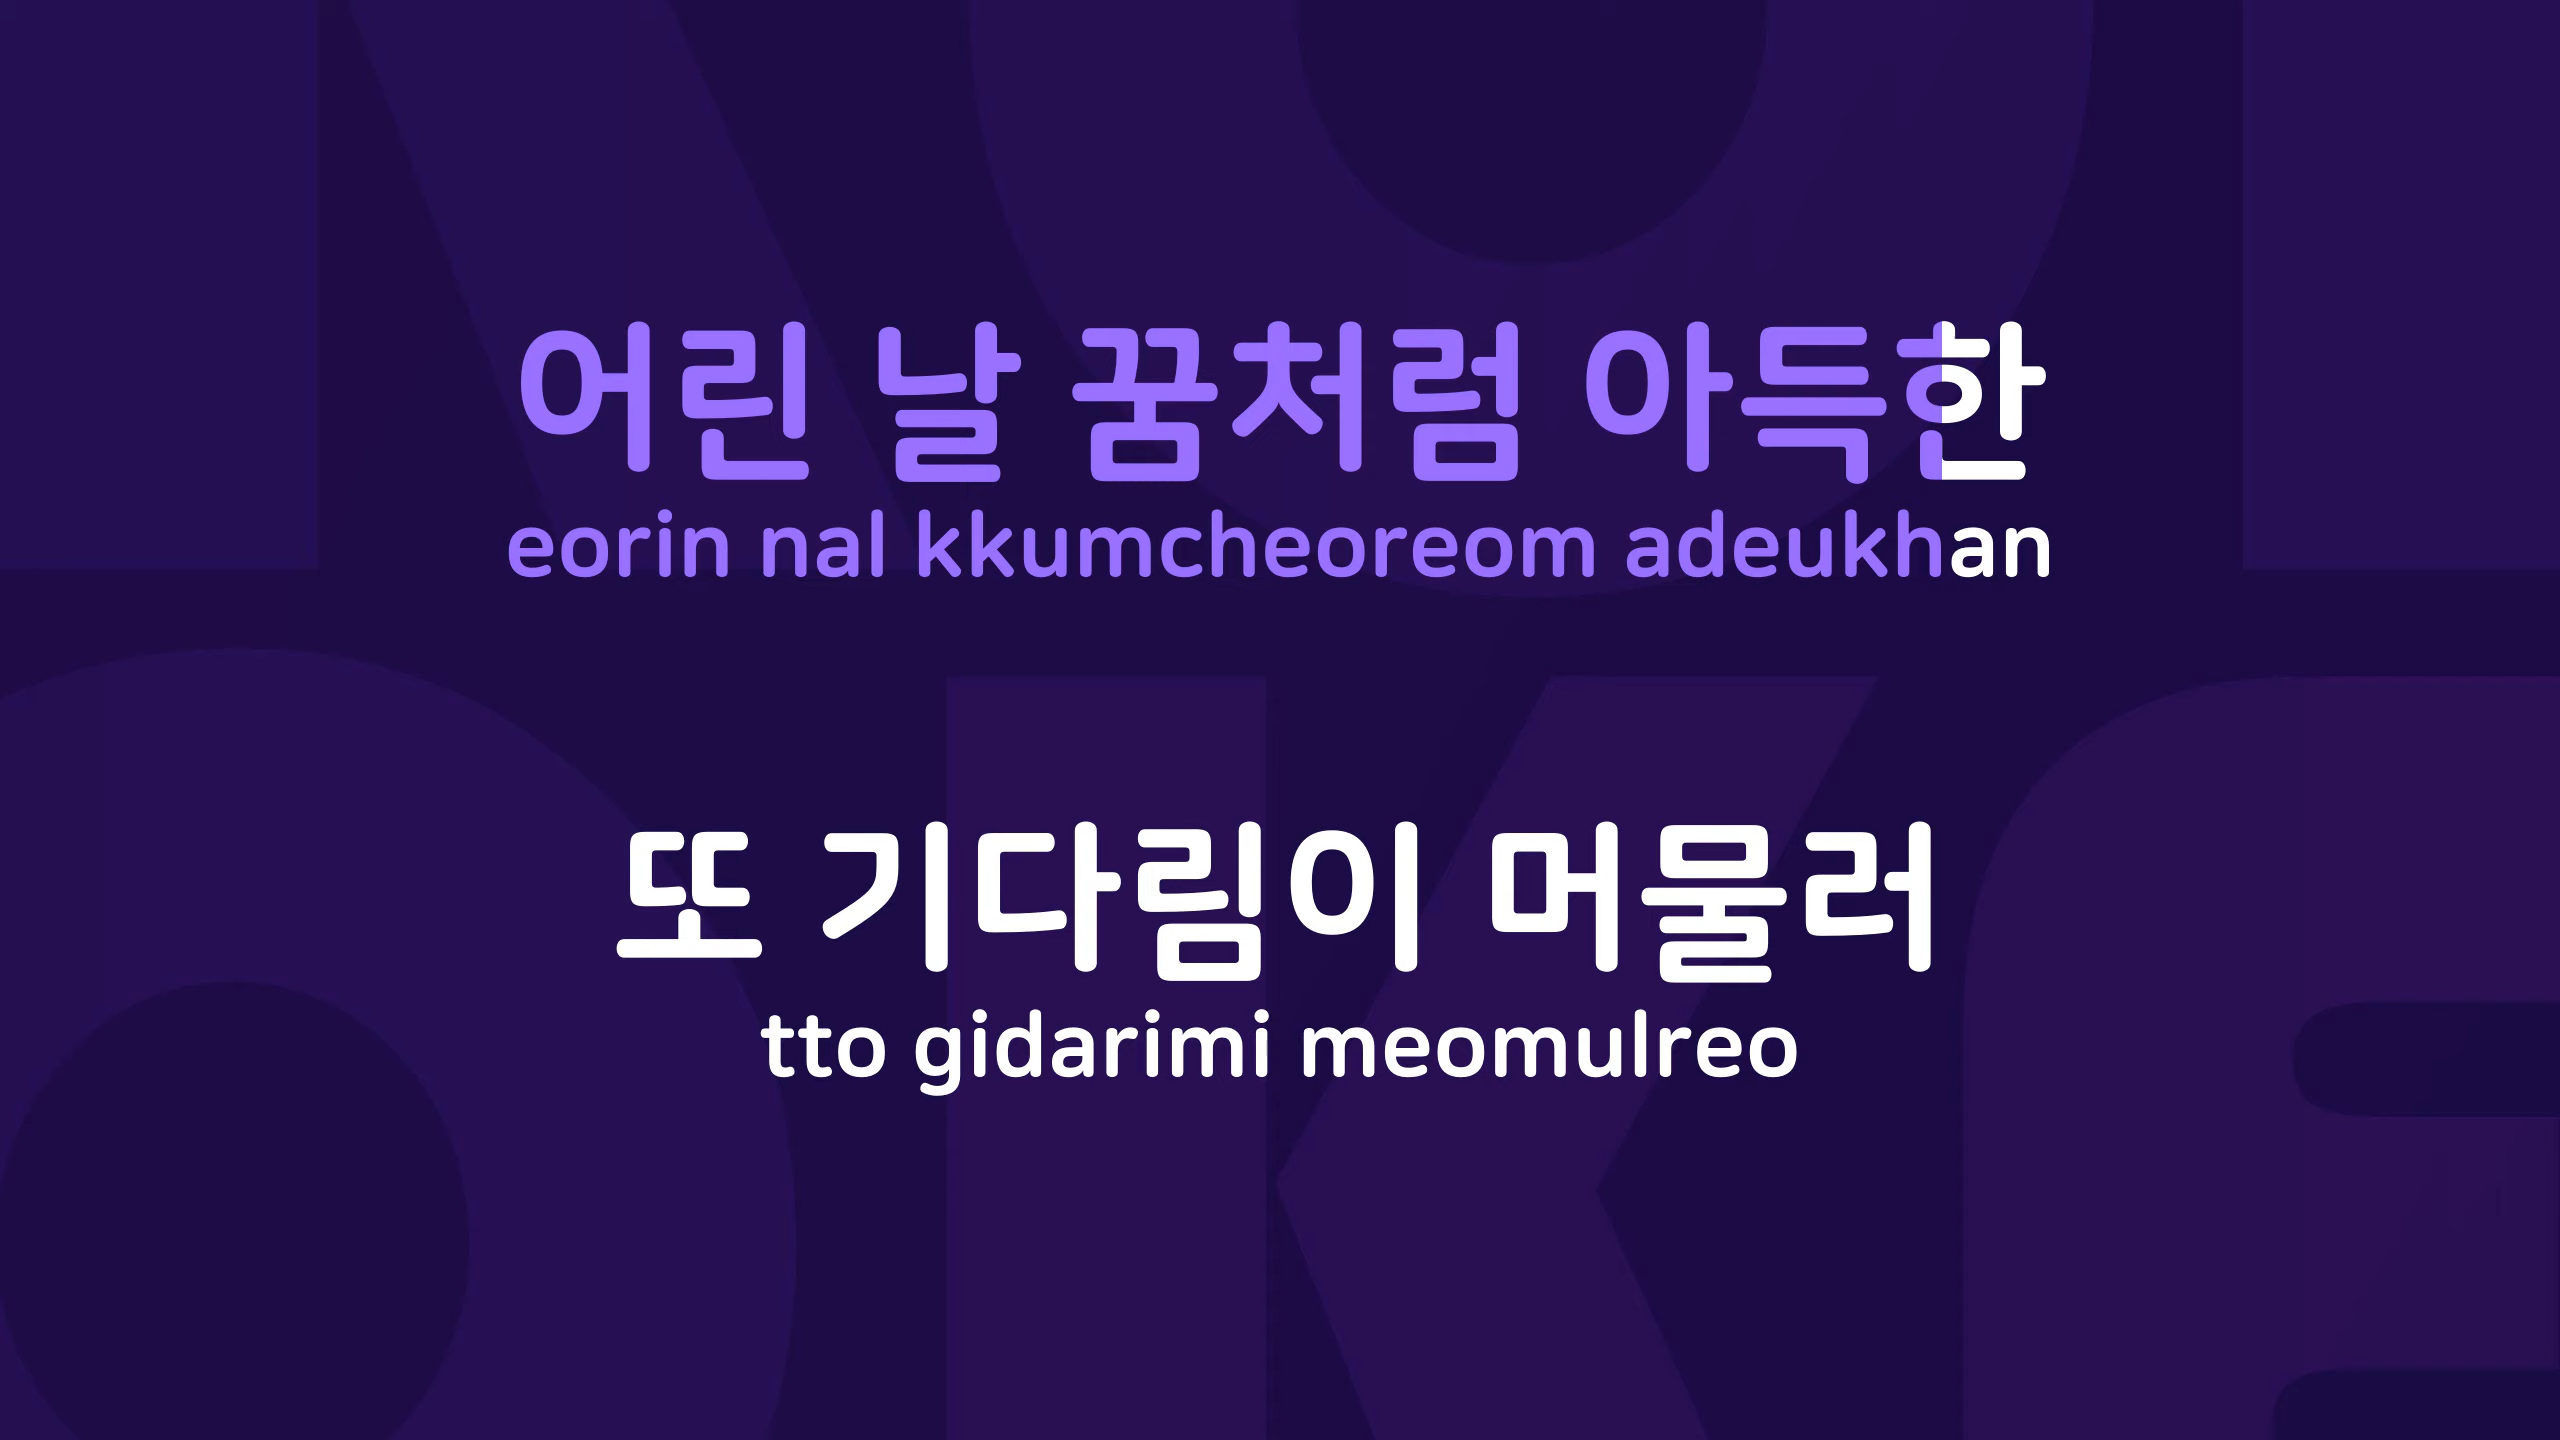 어린 날 꿈처럼 아득한
eorin nal kkumcheoreom adeukhan
또 기다림이 머물러
tto gidarimi meomulreo